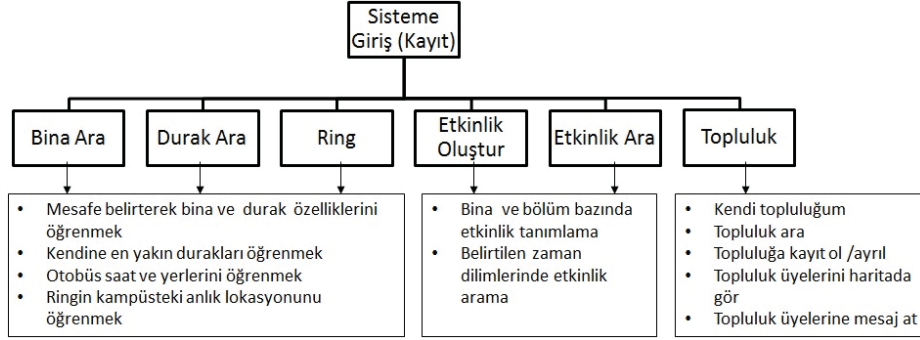 Sisteme
Giriş (Kayıt)
Bina Ara
Durak Ara
Ring
Etkinlik
Oluştur
Etkinlik Ara
Topluluk
• Mesafe belirterek bina ve durak özelliklerini
öğrenmek
• Kendine en yakın durakları öğrenmek
• Otobüs saat ve yerlerini öğrenmek
• Ringin kampüsteki anlık lokasyonunu
öğrenmek
• Bina ve bölüm bazında
etkinlik tanımlama
• Belirtilen zaman
dilimlerinde etkinlik
arama
• Kendi topluluğum
• Topluluk ara
• Topluluğa kayıt ol /ayrıl
• Topluluk üyelerini haritada
gör
• Topluluk üyelerine mesaj at